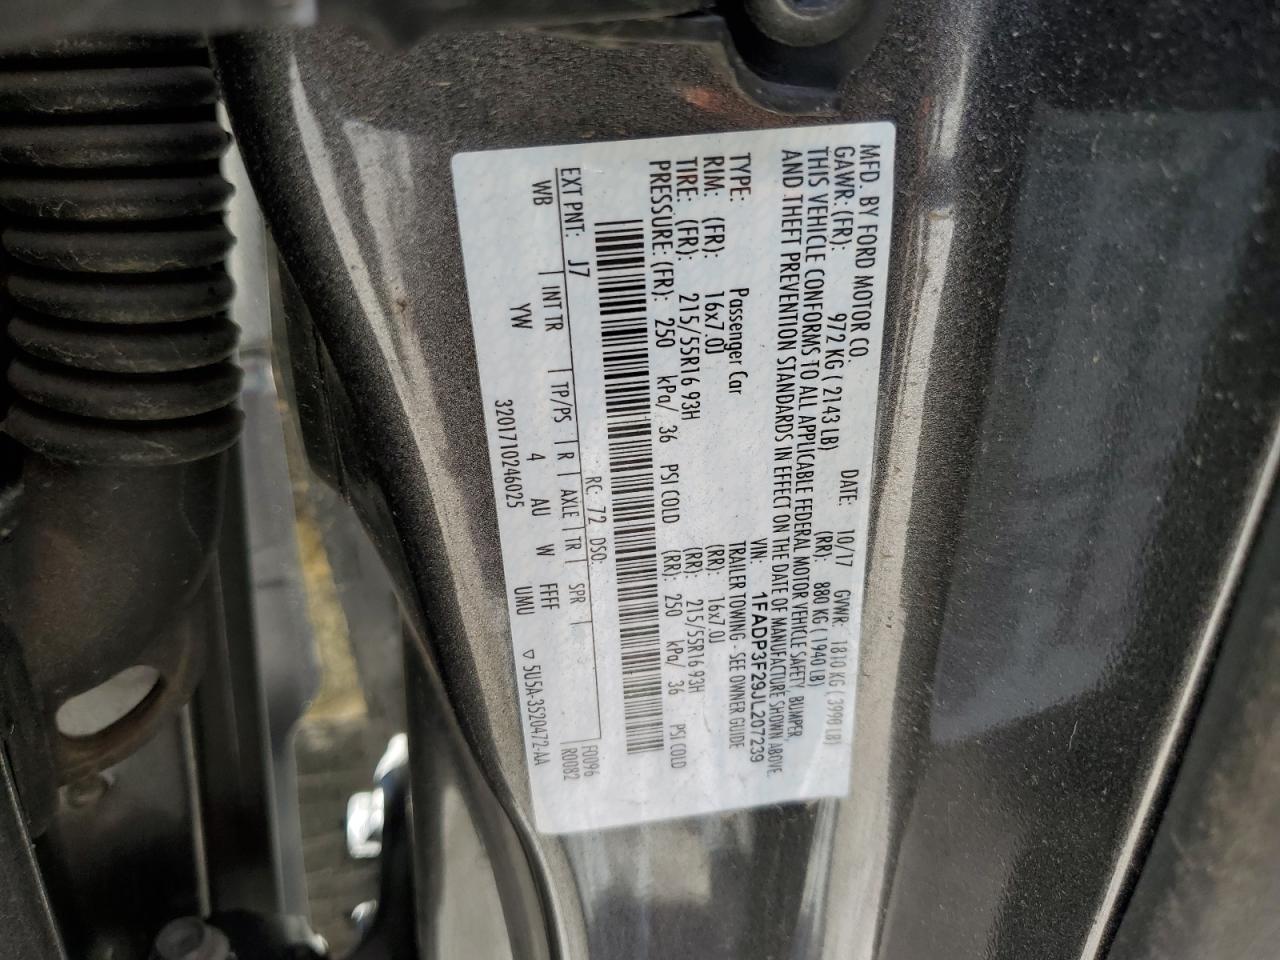 MFD. BY FORD MOTOR CO.
DATE: 10/17 GVWR: 1810 KG ( 3998 LB)
GAWR: (FR): 972 KG ( 2143 LB) (RR): 880 KG ( 1940 LB)
THIS VEHICLE CONFORMS TO ALL APPLICABLE FEDERAL MOTOR VEHICLE SAFETY, BUMPER,
AND THEFT PREVENTION STANDARDS IN EFFECT ON THE DATE OF MANUFACTURE SHOWN ABOVE.
VIN: 1FADP3F29JL207239
TYPE: Passenger Car TRAILER TOWING - SEE OWNER GUIDE
RIM: (FR): 16x7.0J (RR): 16x7.0J
TIRE: (FR): 215/55R16 93H (RR): 215/55R16 93H
PRESSURE: (FR): 250 kPa/ 36 PSI COLD (RR): 250 kPa/ 36 PSI COLD
EXT PNT: J7 RC: 72 DSO: F0096
WB INT TR TP/PS R AXLE TR SPR R0082
YW 4 AU W FFFF
3201710246025 UMU ▽ 5U5A-3520472-AA